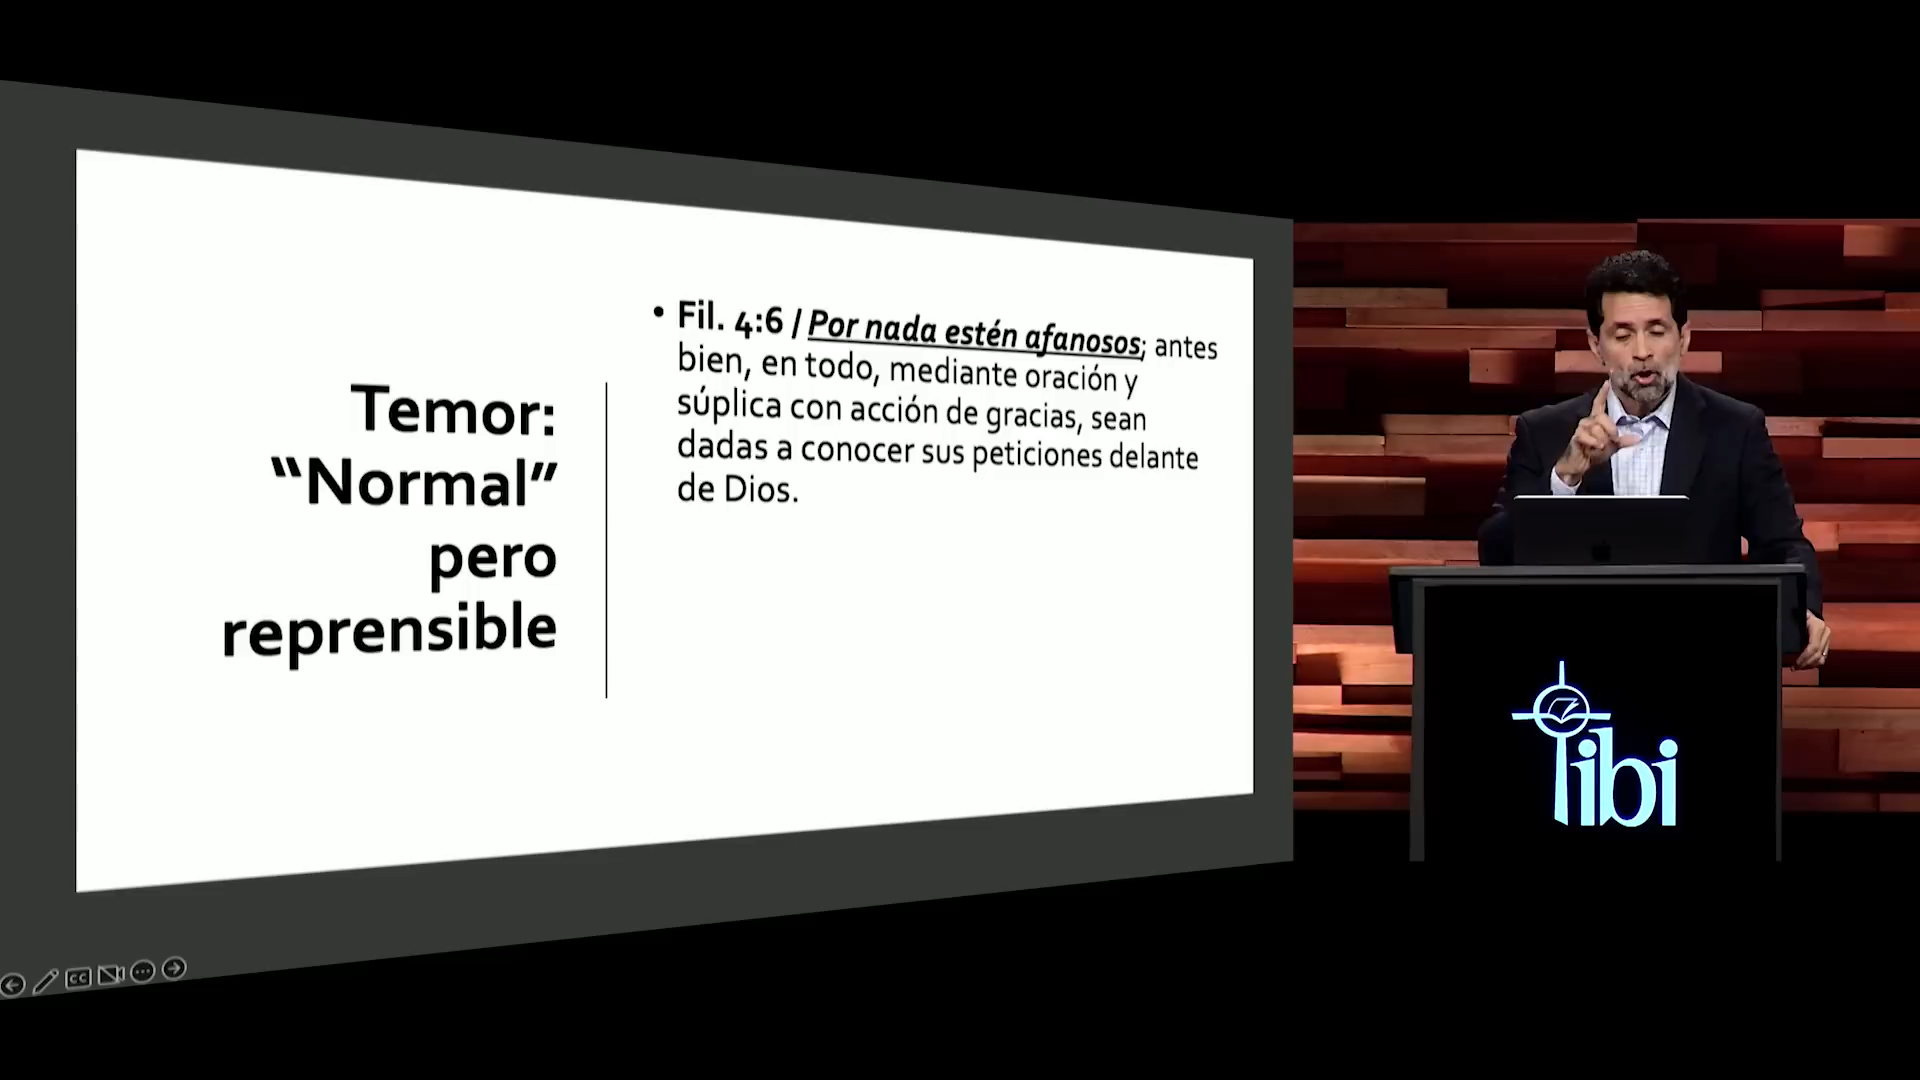 Temor:
“Normal”
pero
reprensible
• Fil. 4:6 / Por nada estén afanosos; antes
bien, en todo, mediante oración y
súplica con acción de gracias, sean
dadas a conocer sus peticiones delante
de Dios.
CC
ibi